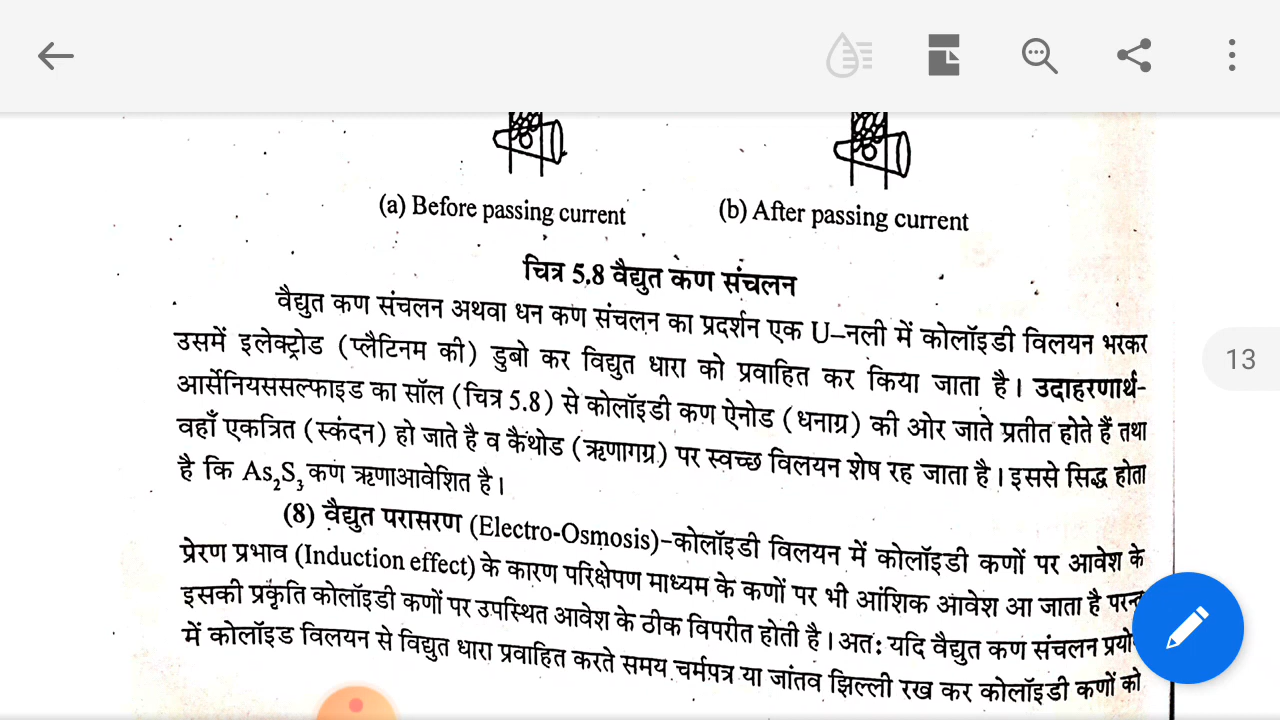 (a) Before passing current
(b) After passing current
चित्र 5.8 वैद्युत कण संचलन
वैद्युत कण संचलन अथवा धन कण संचलन का प्रदर्शन एक U–नली में कोलॉइडी विलयन भरकर
उसमें इलेक्ट्रोड (प्लैटिनम की) डुबो कर विद्युत धारा को प्रवाहित कर किया जाता है। उदाहरणार्थ-
आर्सेनियससल्फाइड का सॉल (चित्र 5.8) से कोलॉइडी कण ऐनोड (धनाग्र) की ओर जाते प्रतीत होते हैं तथा
वहाँ एकत्रित (स्कंदन) हो जाते है व कैथोड (ऋणागग्र) पर स्वच्छ विलयन शेष रह जाता है। इससे सिद्ध होता
है कि As₂S₃ कण ऋणाआवेशित है।
(8) वैद्युत परासरण (Electro-Osmosis)–कोलॉइडी विलयन में कोलॉइडी कणों पर आवेश के
प्रेरण प्रभाव (Induction effect) के कारण परिक्षेपण माध्यम के कणों पर भी आंशिक आवेश आ जाता है
इसकी प्रकृति कोलॉइडी कणों पर उपस्थित आवेश के ठीक विपरीत होती है। अतः यदि वैद्युत कण संचलन
में कोलॉइड विलयन से विद्युत धारा प्रवाहित करते समय चर्मपत्र या जांतव झिल्ली रख कर कोलॉइडी कणों को
13